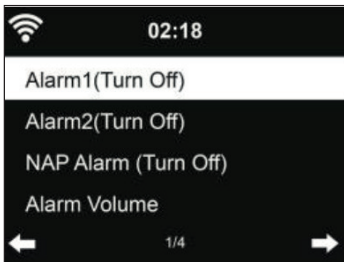 02:18
Alarm1(Turn Off)
Alarm2(Turn Off)
NAP Alarm (Turn Off)
Alarm Volume
1/4